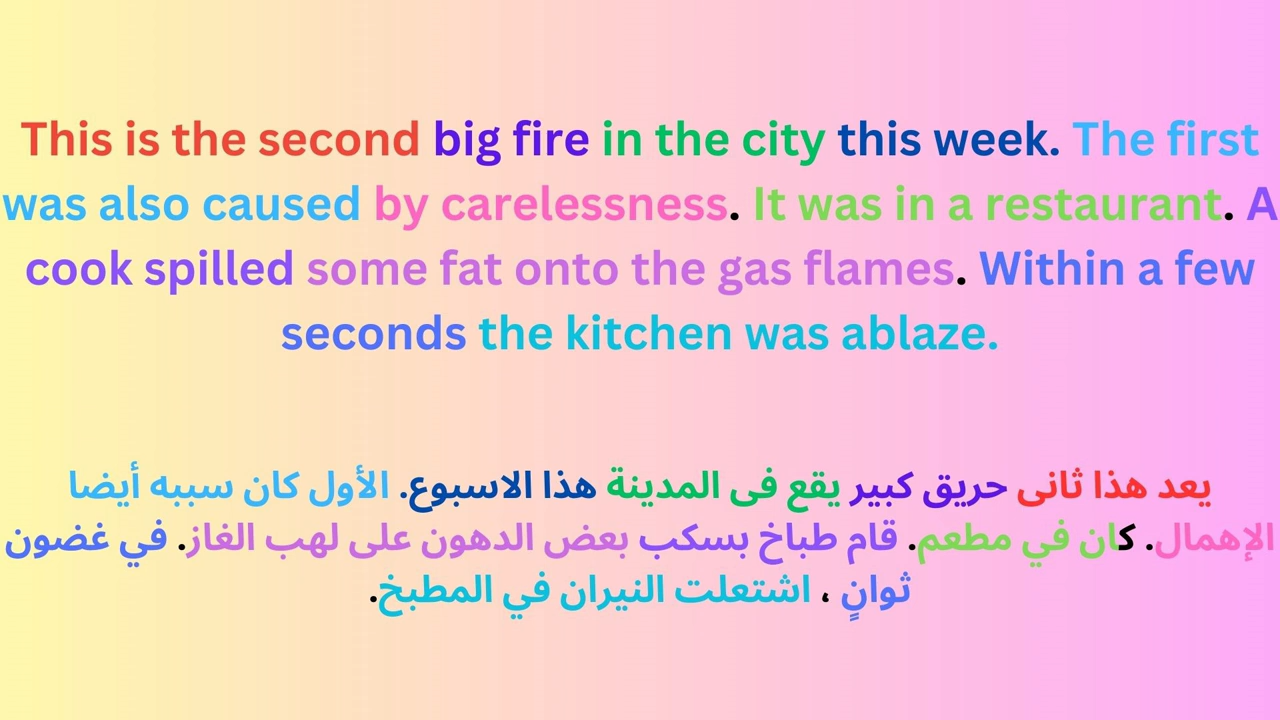 This is the second big fire in the city this week. The first
was also caused by carelessness. It was in a restaurant. A
cook spilled some fat onto the gas flames. Within a few
seconds the kitchen was ablaze.
يعد هذا ثانى حريق كبير يقع فى المدينة هذا الاسبوع. الأول كان سببه أيضا
الإهمال. كان في مطعم. قام طباخ بسكب بعض الدهون على لهب الغاز. في غضون
ثوانٍ ، اشتعلت النيران في المطبخ.